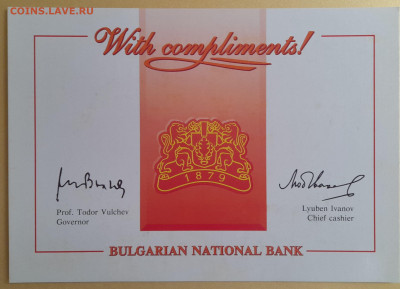 COINS.LAVE.RU
With compliments!
1879
Prof. Todor Vulchev
Governor
Lyuben Ivanov
Chief cashier
BULGARIAN NATIONAL BANK